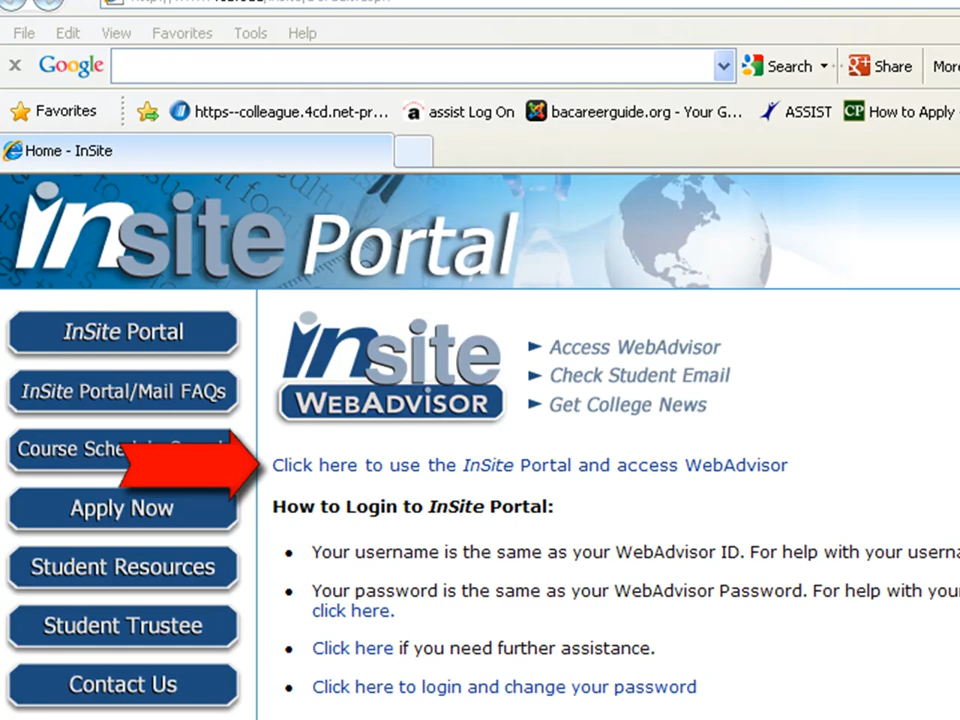 File Edit View Favorites Tools Help
x Google Search Share More
Favorites https--colleague.4cd.net-pr... assist Log On bacareerguide.org - Your G... ASSIST CP How to Apply
Home - InSite
insite Portal
InSite Portal
InSite Portal/Mail FAQs
Course
Apply Now
Student Resources
Student Trustee
Contact Us
insite
WEBADVISOR
► Access WebAdvisor
► Check Student Email
► Get College News
Click here to use the InSite Portal and access WebAdvisor
How to Login to InSite Portal:
• Your username is the same as your WebAdvisor ID. For help with your
• Your password is the same as your WebAdvisor Password. For help with
click here.
• Click here if you need further assistance.
• Click here to login and change your password